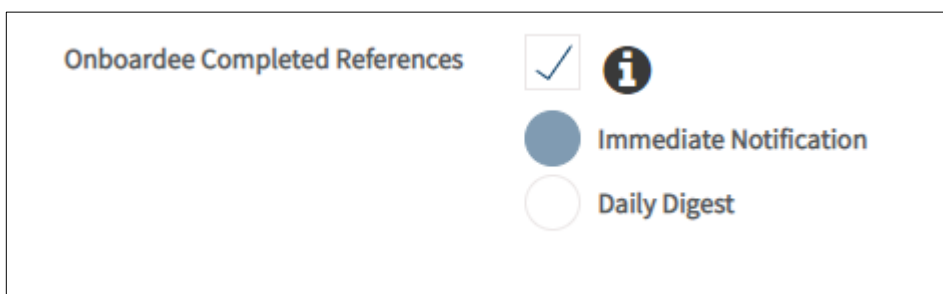 Onboardee Completed References
Immediate Notification
Daily Digest